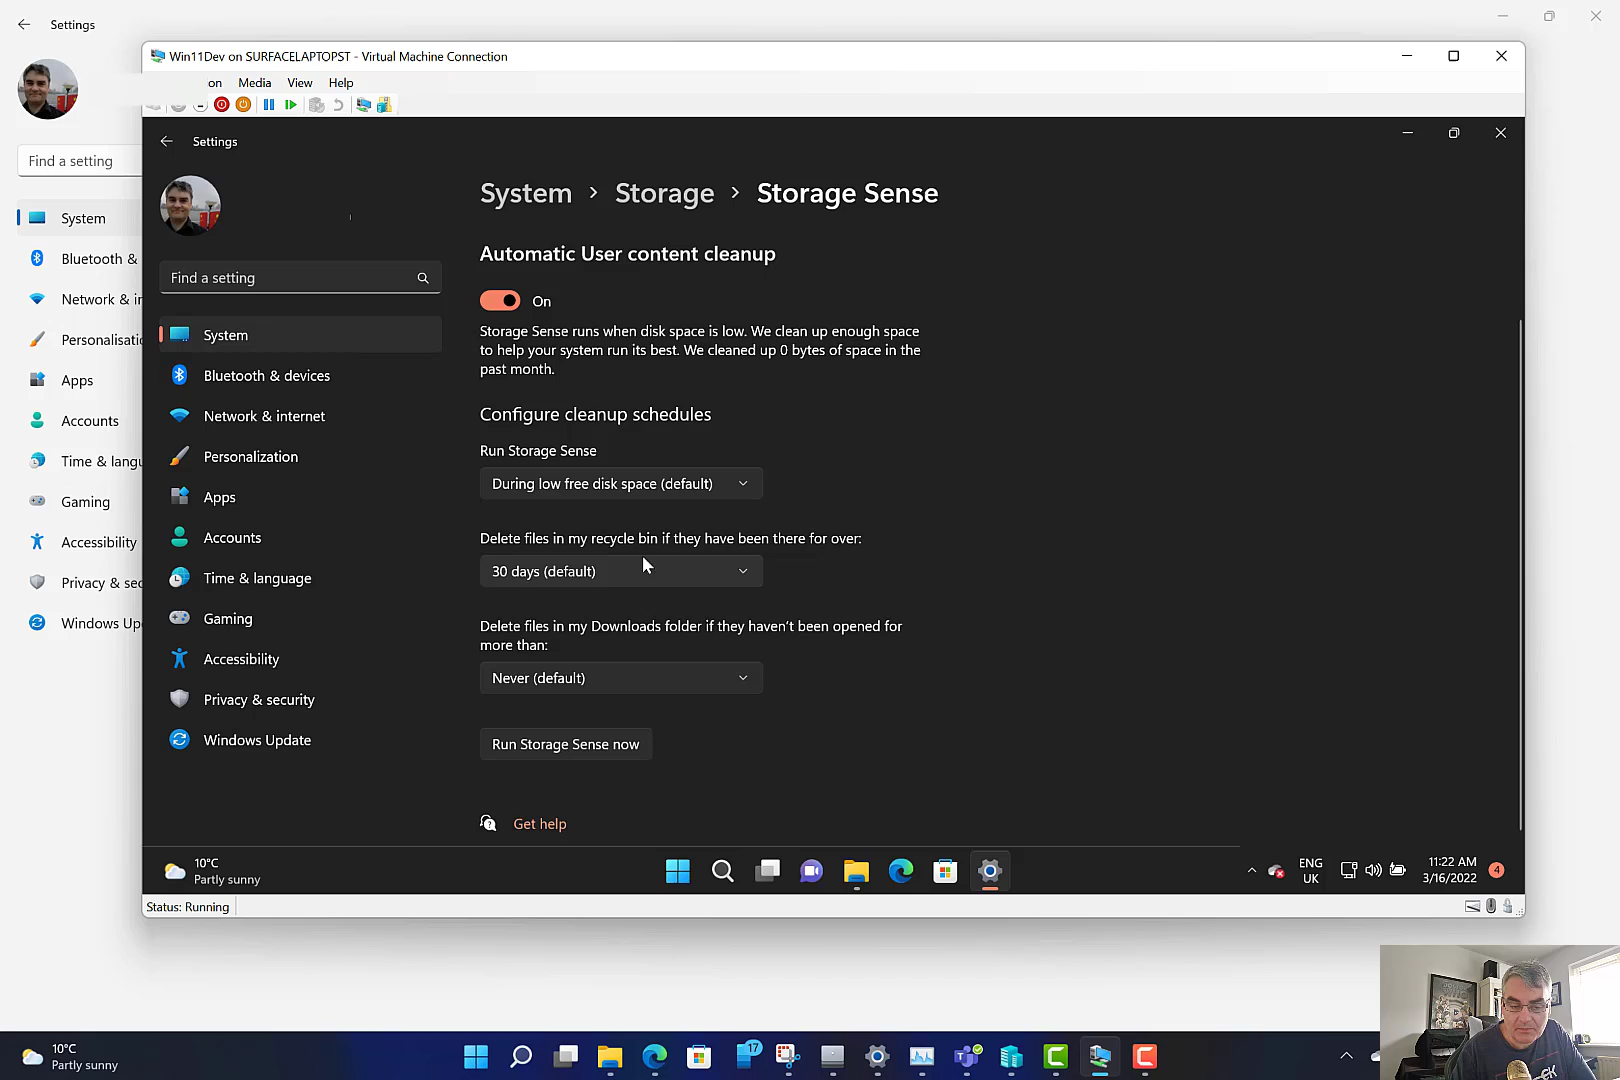 Settings
Win11Dev on SURFACELAPTOPST - Virtual Machine Connection
on Media View Help
Find a setting
System
Bluetooth &
Network & in
Personalisatio
Apps
Accounts
Time & langu
Gaming
Accessibility
Privacy & sec
Windows Up
Settings
Find a setting
System
Bluetooth & devices
Network & internet
Personalization
Apps
Accounts
Time & language
Gaming
Accessibility
Privacy & security
Windows Update
System > Storage > Storage Sense
Automatic User content cleanup
On
Storage Sense runs when disk space is low. We clean up enough space
to help your system run its best. We cleaned up 0 bytes of space in the
past month.
Configure cleanup schedules
Run Storage Sense
During low free disk space (default)
Delete files in my recycle bin if they have been there for over:
30 days (default)
Delete files in my Downloads folder if they haven't been opened for
more than:
Never (default)
Run Storage Sense now
Get help
10°C
Partly sunny
ENG
UK
11:22 AM
3/16/2022
4
Status: Running
10°C
Partly sunny
17